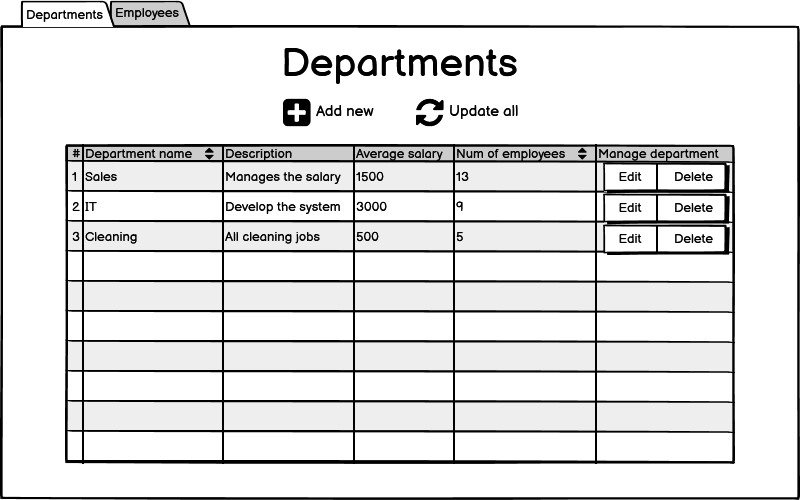 Departments Employees
Departments
Add new Update all
# Department name Description Average salary Num of employees Manage department
1 Sales Manages the salary 1500 13 Edit Delete
2 IT Develop the system 3000 9 Edit Delete
3 Cleaning All cleaning jobs 500 5 Edit Delete